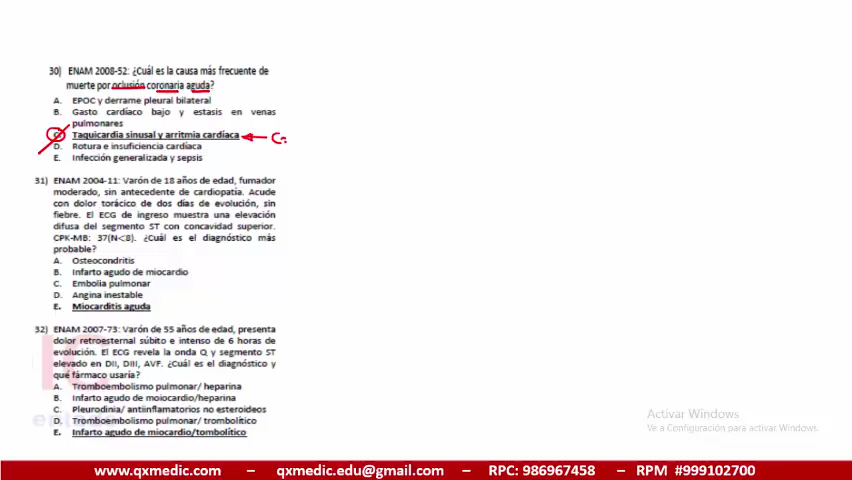 30) ENAM 2008-52: ¿Cuál es la causa más frecuente de
muerte por oclusión coronaria aguda?
A. EPOC y derrame pleural bilateral
B. Gasto cardíaco bajo y estasis en venas
pulmonares
C. Taquicardia sinusal y arritmia cardíaca
D. Rotura e insuficiencia cardíaca
E. Infección generalizada y sepsis
31) ENAM 2004-11: Varón de 18 años de edad, fumador
moderado, sin antecedente de cardiopatía. Acude
con dolor torácico de dos días de evolución, sin
fiebre. El ECG de ingreso muestra una elevación
difusa del segmento ST con concavidad superior.
CPK-MB: 37(N<8). ¿Cuál es el diagnóstico más
probable?
A. Osteocondritis
B. Infarto agudo de miocardio
C. Embolia pulmonar
D. Angina inestable
E. Miocarditis aguda
32) ENAM 2007-73: Varón de 55 años de edad, presenta
dolor retroesternal súbito e intenso de 6 horas de
evolución. El ECG revela la onda Q y segmento ST
elevado en DII, DIII, AVF. ¿Cuál es el diagnóstico y
qué fármaco usaría?
A. Tromboembolismo pulmonar/ heparina
B. Infarto agudo de moiocardio/heparina
C. Pleurodinia/ antiinflamatorios no esteroideos
D. Tromboembolismo pulmonar/ trombolítico
E. Infarto agudo de miocardio/tombolítico
Activar Windows
Ve a Configuración para activar Windows.
www.qxmedic.com – qxmedic.edu@gmail.com – RPC: 986967458 – RPM #999102700